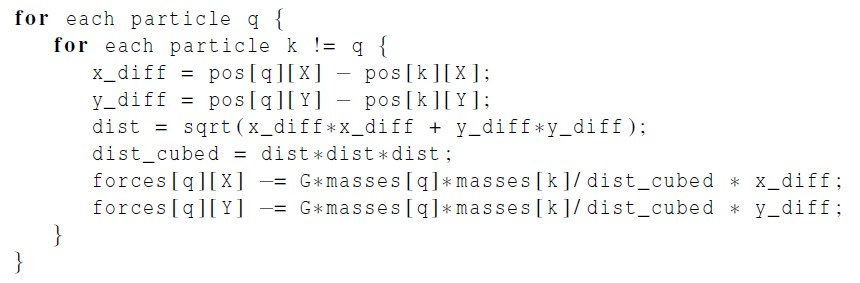 for each particle q {
for each particle k != q {
x_diff = pos[q][X] − pos[k][X];
y_diff = pos[q][Y] − pos[k][Y];
dist = sqrt(x_diff*x_diff + y_diff*y_diff);
dist_cubed = dist*dist*dist;
forces[q][X] −= G*masses[q]*masses[k]/dist_cubed * x_diff;
forces[q][Y] −= G*masses[q]*masses[k]/dist_cubed * y_diff;
}
}